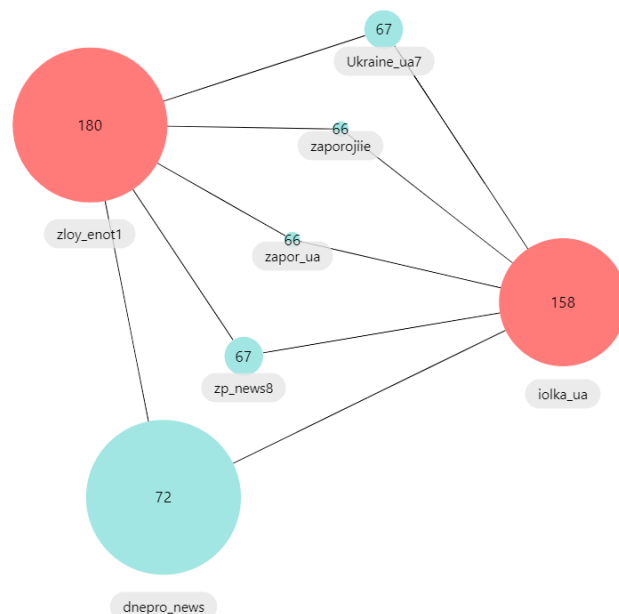 67
Ukraine_ua7
180
66
zaporojiie
zloy_enot1
66
zapor_ua
158
67
zp_news8
iolka_ua
72
dnepro_news